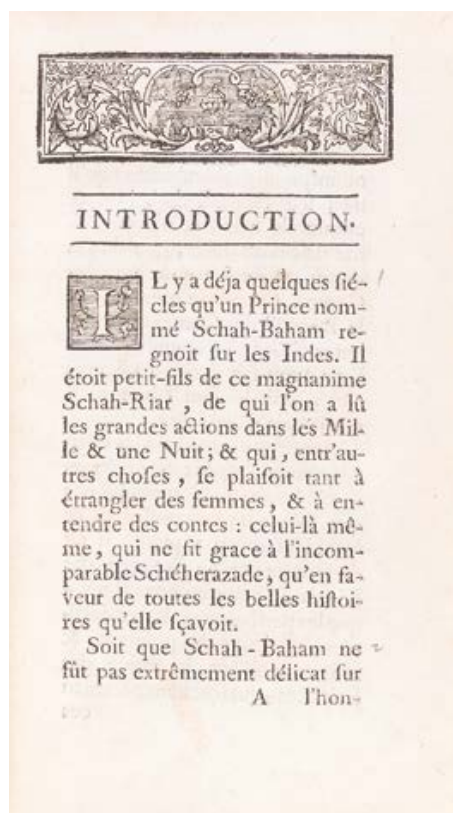 INTRODUCTION.
IL y a déja quelques fié-
cles qu'un Prince nom-
mé Schah-Baham re-
gnoit ſur les Indes. Il
étoit petit-fils de ce magnanime
Schah-Riar , de qui l'on a lû
les grandes actions dans les Mil-
le & une Nuit ; & qui , entr'au-
tres choſes , ſe plaiſoit tant à
étrangler des femmes , & à en-
tendre des contes : celui-là mê-
me , qui ne fit grace à l'incom-
parable Schéherazade , qu'en fa-
veur de toutes les belles hiſtoi-
res qu'elle ſçavoit.
Soit que Schah - Baham ne
fût pas extrêmement délicat ſur
A l'hon-